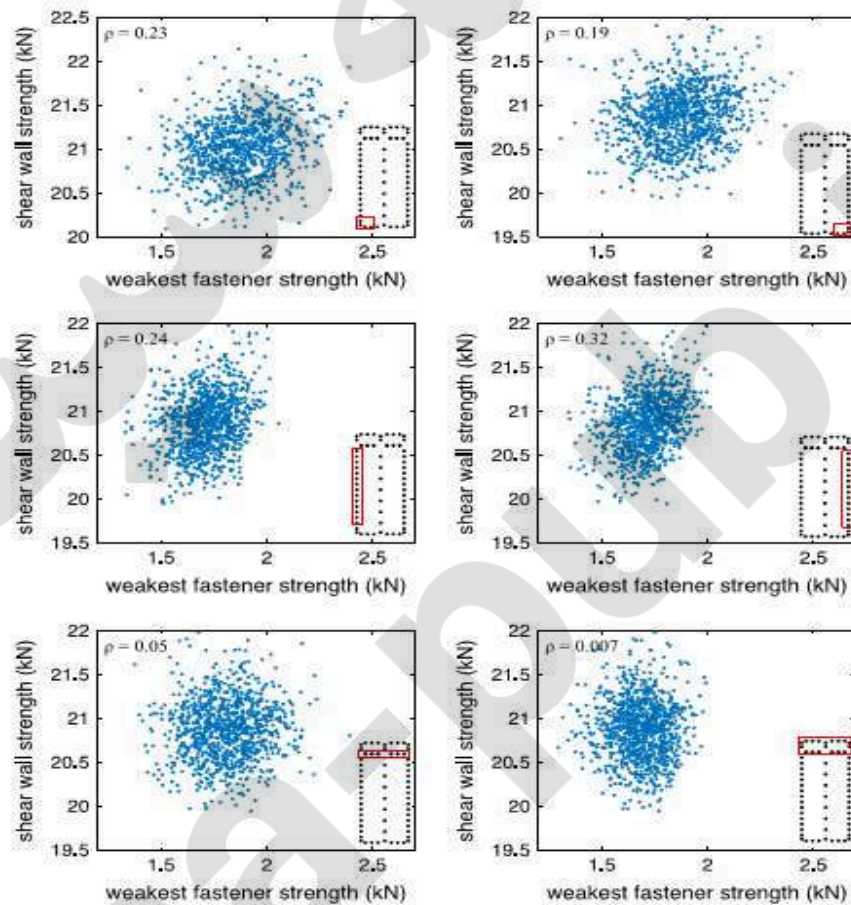 22.5
22
21.5
21
20.5
20
ρ = 0.23
shear wall strength (kN)
1.5 2 2.5
weakest fastener strength (kN)
22
21.5
21
20.5
20
19.5
ρ = 0.19
shear wall strength (kN)
1.5 2 2.5
weakest fastener strength (kN)
22
21.5
21
20.5
20
19.5
ρ = 0.24
shear wall strength (kN)
1.5 2 2.5
weakest fastener strength (kN)
22
21.5
21
20.5
20
19.5
ρ = 0.32
shear wall strength (kN)
1.5 2 2.5
weakest fastener strength (kN)
22
21.5
21
20.5
20
19.5
ρ = 0.05
shear wall strength (kN)
1.5 2 2.5
weakest fastener strength (kN)
22
21.5
21
20.5
20
19.5
ρ = 0.007
shear wall strength (kN)
1.5 2 2.5
weakest fastener strength (kN)